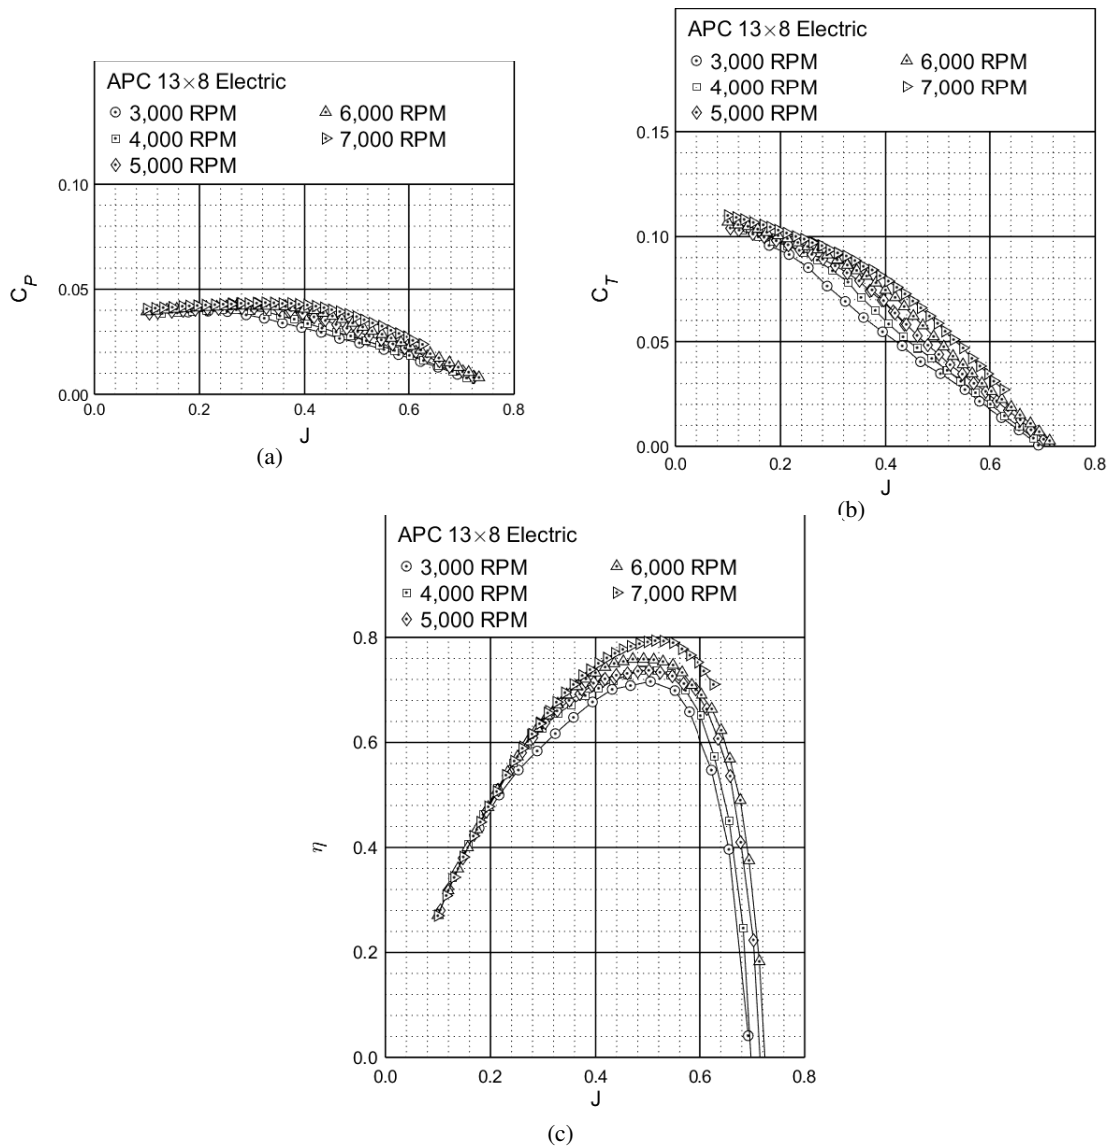 APC 13×8 Electric
3,000 RPM
6,000 RPM
4,000 RPM
7,000 RPM
5,000 RPM
0.10
0.05
0.00
0.0 0.2 0.4 0.6 0.8
C_P
J
(a)
APC 13×8 Electric
3,000 RPM
6,000 RPM
4,000 RPM
7,000 RPM
5,000 RPM
0.15
0.10
0.05
0.00
0.0 0.2 0.4 0.6 0.8
C_T
J
(b)
APC 13×8 Electric
3,000 RPM
6,000 RPM
4,000 RPM
7,000 RPM
5,000 RPM
0.8
0.6
0.4
0.2
0.0
0.0 0.2 0.4 0.6 0.8
η
J
(c)